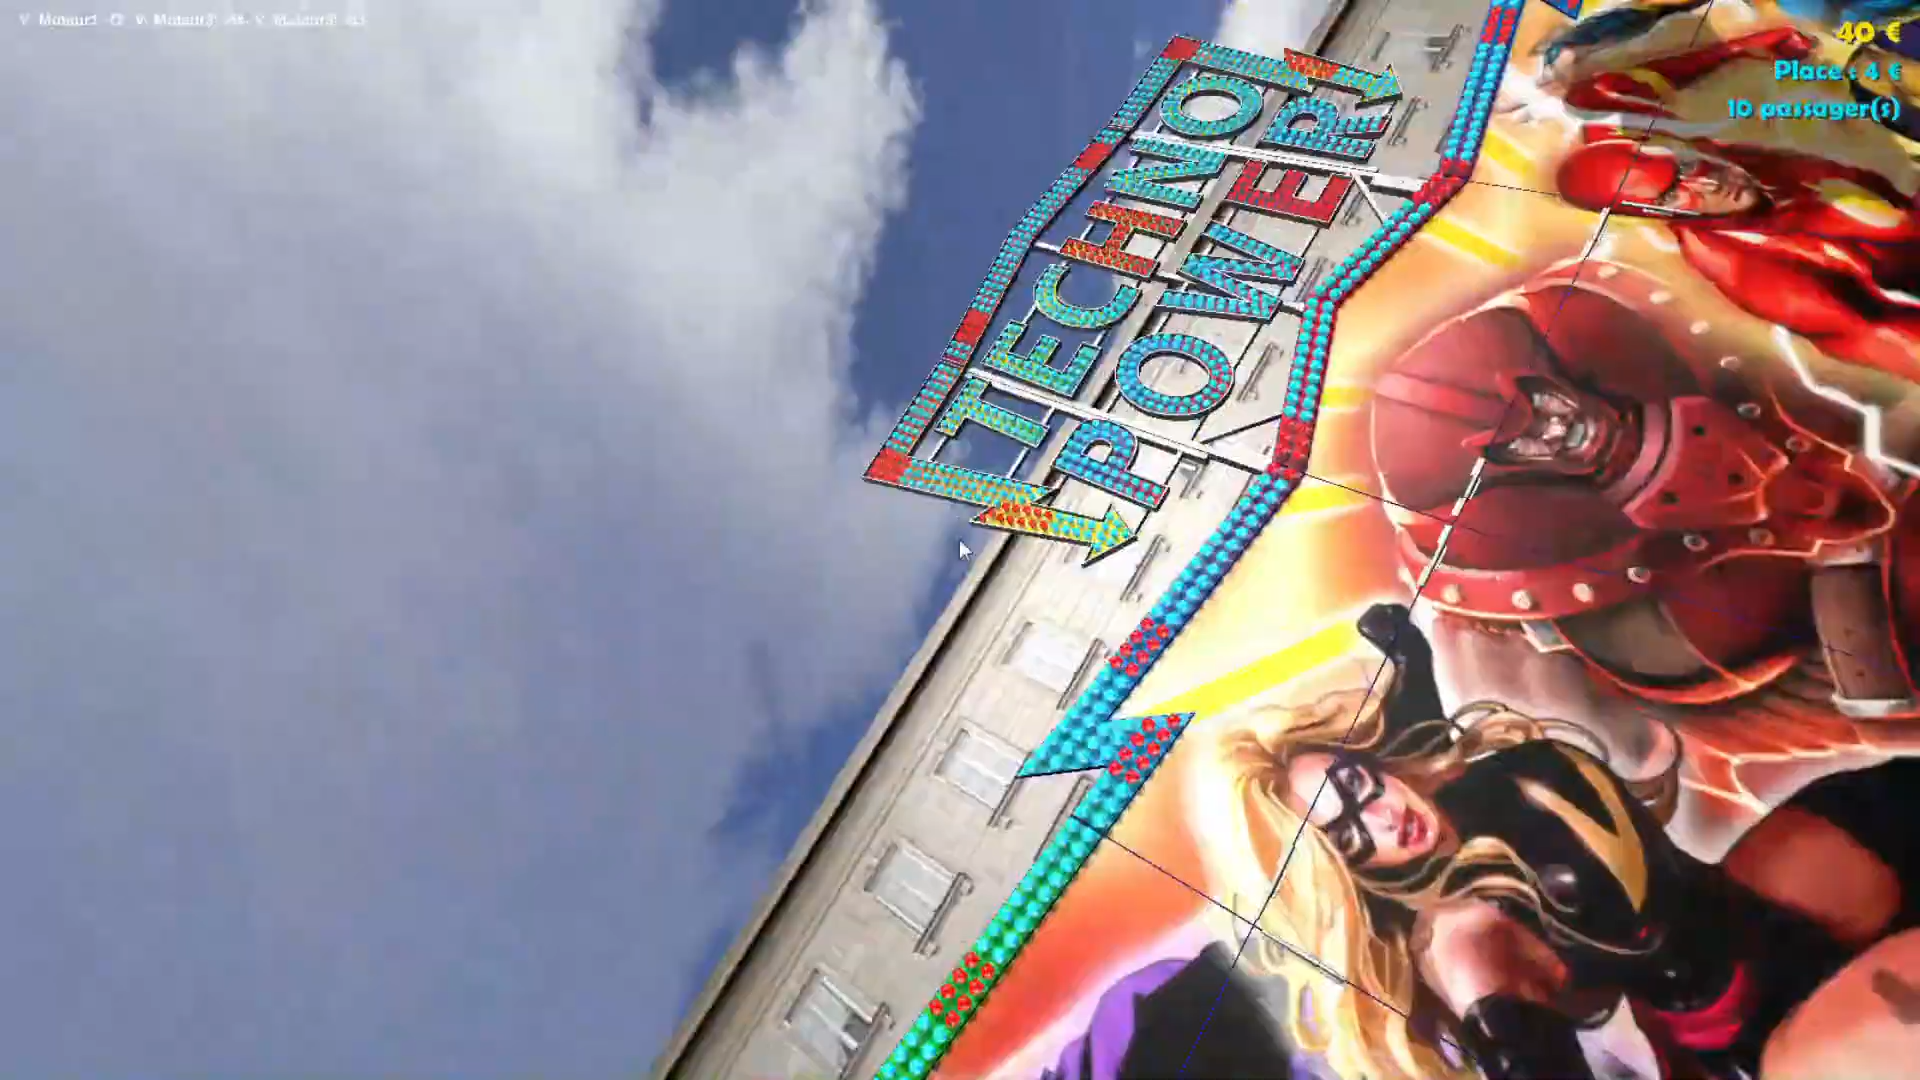 TECHNO
POWER
40 €
Place : 4 €
10 passager(s)